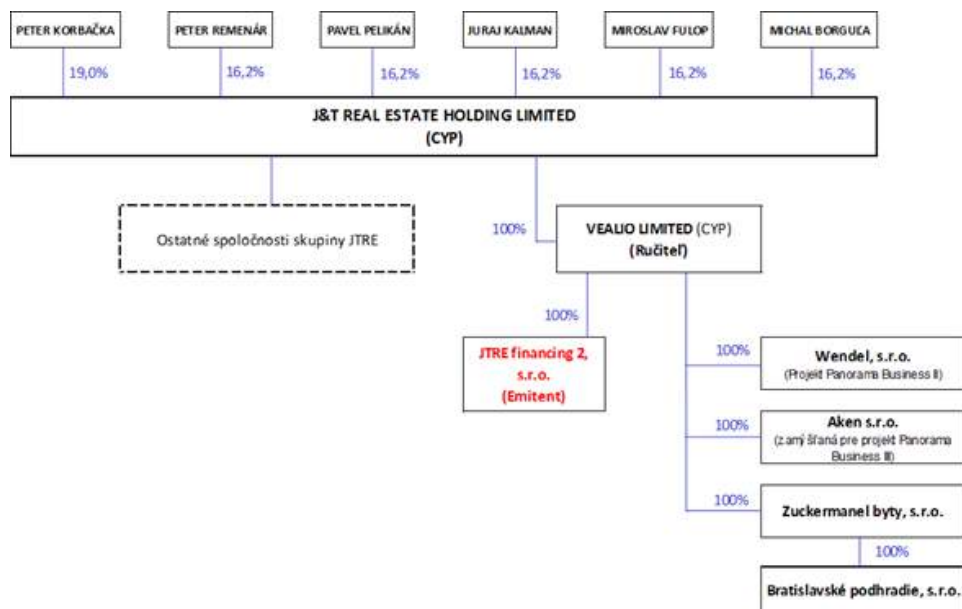 PETER KORBAČKA
PETER REMENÁR
PAVEL PELIKÁN
JURAJ KALMAN
MIROSLAV FULOP
MICHAL BORGUĽA
19,0%
16,2%
16,2%
16,2%
16,2%
16,2%
J&T REAL ESTATE HOLDING LIMITED
(CYP)
Ostatné spoločnosti skupiny JTRE
100%
VEALIO LIMITED (CYP)
(Ručiteľ)
100%
JTRE financing 2,
s.r.o.
(Emitent)
100%
Wendel, s.r.o.
(Projekt Panorama Business II)
100%
Aken s.r.o.
(zamýšľaná pre projekt Panorama
Business III)
100%
Zuckermanel byty, s.r.o.
100%
Bratislavské podhradie, s.r.o.